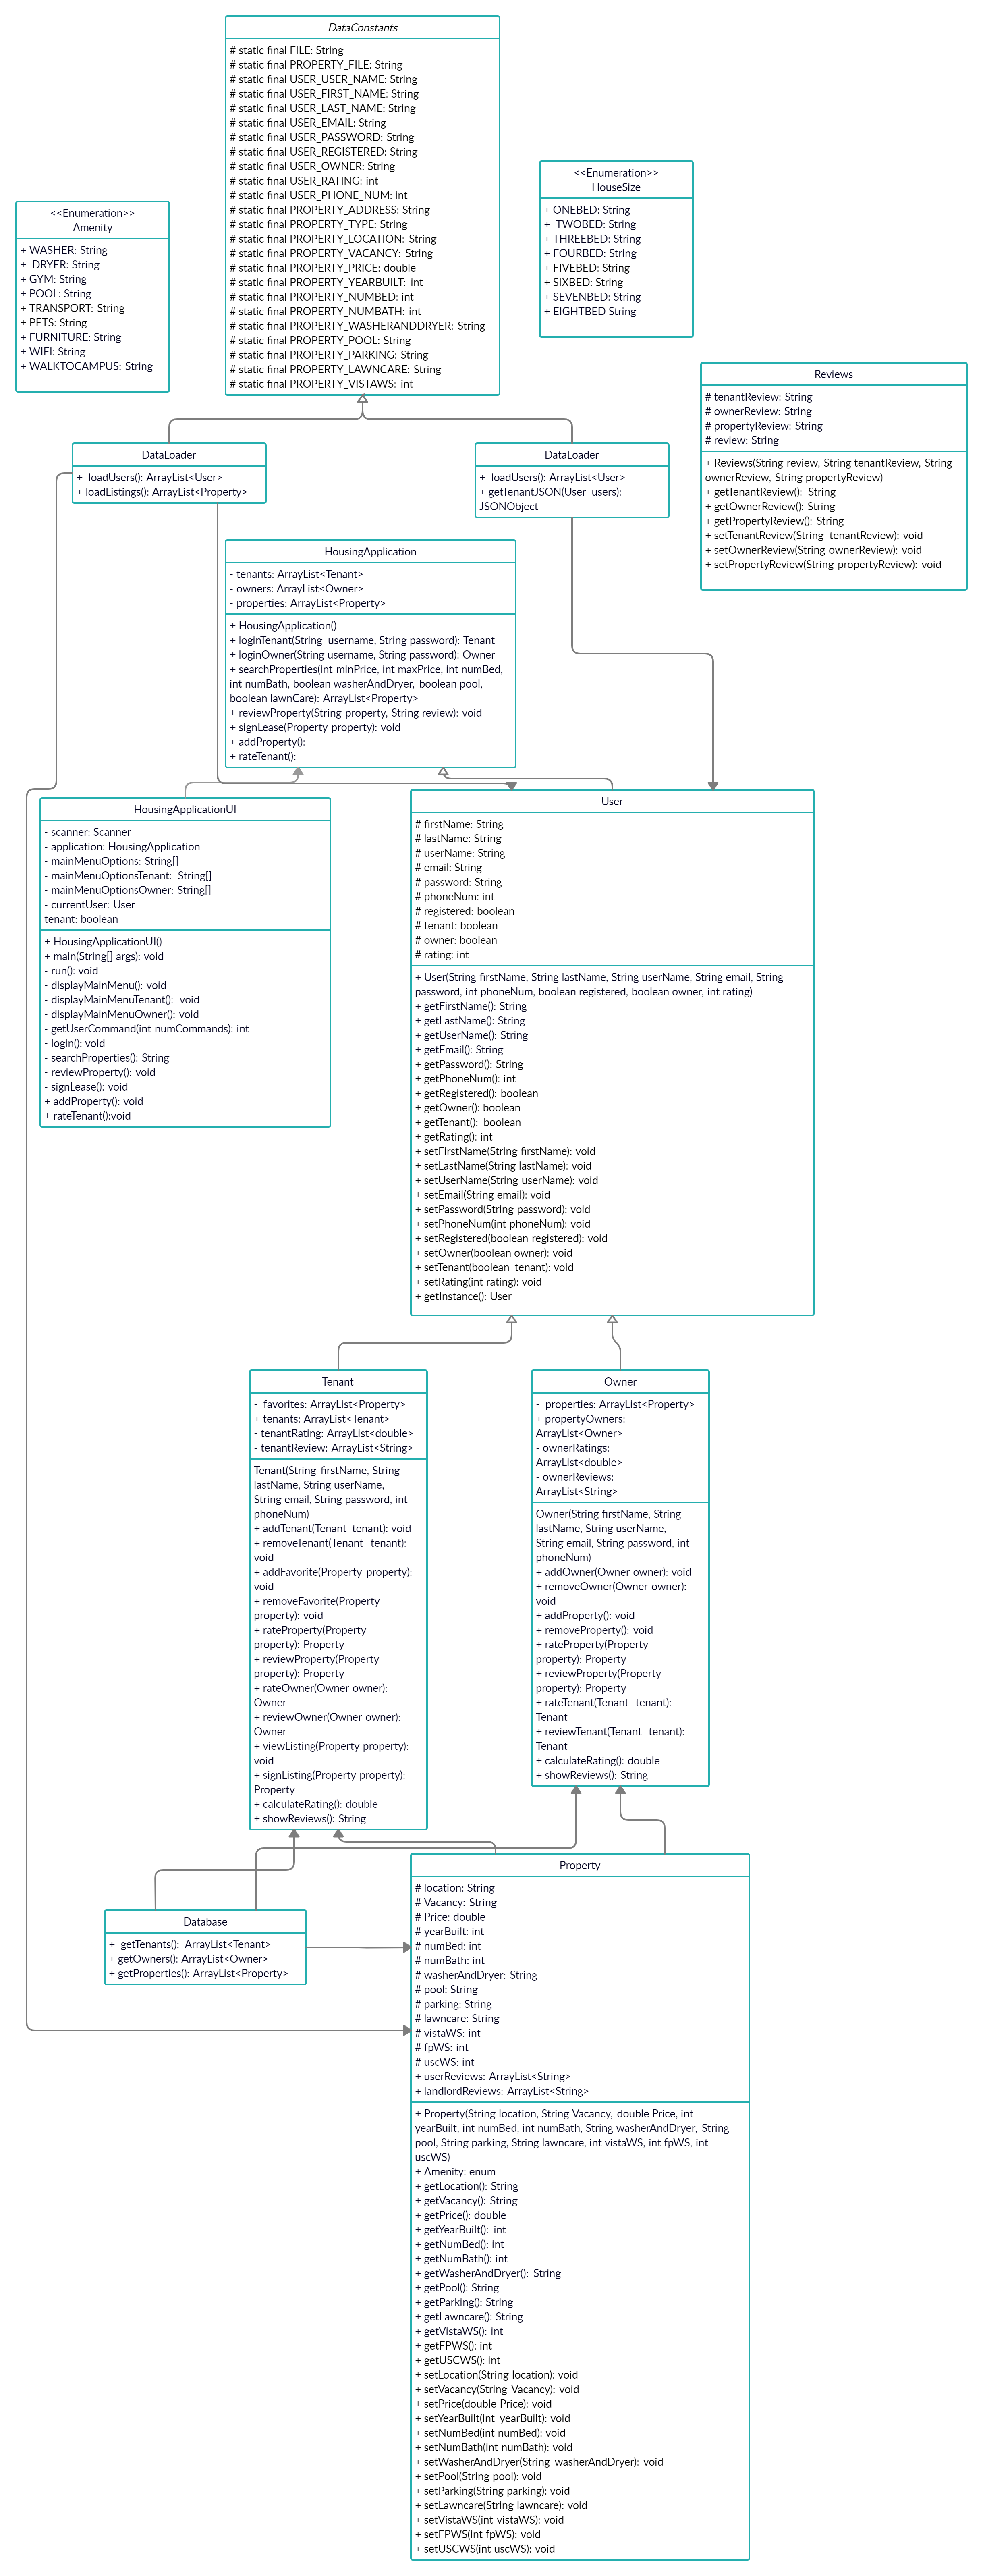 DataConstants
# static final FILE: String
# static final PROPERTY_FILE: String
# static final USER_USER_NAME: String
# static final USER_FIRST_NAME: String
# static final USER_LAST_NAME: String
# static final USER_EMAIL: String
# static final USER_PASSWORD: String
# static final USER_REGISTERED: String
# static final USER_OWNER: String
# static final USER_RATING: int
# static final USER_PHONE_NUM: int
# static final PROPERTY_ADDRESS: String
# static final PROPERTY_TYPE: String
# static final PROPERTY_LOCATION: String
# static final PROPERTY_VACANCY: String
# static final PROPERTY_PRICE: double
# static final PROPERTY_YEARBUILT: int
# static final PROPERTY_NUMBED: int
# static final PROPERTY_NUMBATH: int
# static final PROPERTY_WASHERANDDRYER: String
# static final PROPERTY_POOL: String
# static final PROPERTY_PARKING: String
# static final PROPERTY_LAWNCARE: String
# static final PROPERTY_VISTAWS: int
<<Enumeration>>
HouseSize
+ ONEBED: String
+ TWOBED: String
+ THREEBED: String
+ FOURBED: String
+ FIVEBED: String
+ SIXBED: String
+ SEVENBED: String
+ EIGHTBED String
<<Enumeration>>
Amenity
+ WASHER: String
+ DRYER: String
+ GYM: String
+ POOL: String
+ TRANSPORT: String
+ PETS: String
+ FURNITURE: String
+ WIFI: String
+ WALKTOCAMPUS: String
Reviews
# tenantReview: String
# ownerReview: String
# propertyReview: String
# review: String
+ Reviews(String review, String tenantReview, String
ownerReview, String propertyReview)
+ getTenantReview(): String
+ getOwnerReview(): String
+ getPropertyReview(): String
+ setTenantReview(String tenantReview): void
+ setOwnerReview(String ownerReview): void
+ setPropertyReview(String propertyReview): void
DataLoader
+ loadUsers(): ArrayList<User>
+ loadListings(): ArrayList<Property>
DataLoader
+ loadUsers(): ArrayList<User>
+ getTenantJSON(User users):
JSONObject
HousingApplication
- tenants: ArrayList<Tenant>
- owners: ArrayList<Owner>
- properties: ArrayList<Property>
+ HousingApplication()
+ loginTenant(String username, String password): Tenant
+ loginOwner(String username, String password): Owner
+ searchProperties(int minPrice, int maxPrice, int numBed,
int numBath, boolean washerAndDryer, boolean pool,
boolean lawnCare): ArrayList<Property>
+ reviewProperty(String property, String review): void
+ signLease(Property property): void
+ addProperty():
+ rateTenant():
HousingApplicationUI
- scanner: Scanner
- application: HousingApplication
- mainMenuOptions: String[]
- mainMenuOptionsTenant: String[]
- mainMenuOptionsOwner: String[]
- currentUser: User
tenant: boolean
+ HousingApplicationUI()
+ main(String[] args): void
- run(): void
- displayMainMenu(): void
- displayMainMenuTenant(): void
- displayMainMenuOwner(): void
- getUserCommand(int numCommands): int
- login(): void
- searchProperties(): String
- reviewProperty(): void
- signLease(): void
+ addProperty(): void
+ rateTenant():void
User
# firstName: String
# lastName: String
# userName: String
# email: String
# password: String
# phoneNum: int
# registered: boolean
# tenant: boolean
# owner: boolean
# rating: int
+ User(String firstName, String lastName, String userName, String email, String
password, int phoneNum, boolean registered, boolean owner, int rating)
+ getFirstName(): String
+ getLastName(): String
+ getUserName(): String
+ getEmail(): String
+ getPassword(): String
+ getPhoneNum(): int
+ getRegistered(): boolean
+ getOwner(): boolean
+ getTenant(): boolean
+ getRating(): int
+ setFirstName(String firstName): void
+ setLastName(String lastName): void
+ setUserName(String userName): void
+ setEmail(String email): void
+ setPassword(String password): void
+ setPhoneNum(int phoneNum): void
+ setRegistered(boolean registered): void
+ setOwner(boolean owner): void
+ setTenant(boolean tenant): void
+ setRating(int rating): void
+ getInstance(): User
Tenant
- favorites: ArrayList<Property>
+ tenants: ArrayList<Tenant>
- tenantRating: ArrayList<double>
- tenantReview: ArrayList<String>
Tenant(String firstName, String
lastName, String userName,
String email, String password, int
phoneNum)
+ addTenant(Tenant tenant): void
+ removeTenant(Tenant tenant):
void
+ addFavorite(Property property):
void
+ removeFavorite(Property
property): void
+ rateProperty(Property
property): Property
+ reviewProperty(Property
property): Property
+ rateOwner(Owner owner):
Owner
+ reviewOwner(Owner owner):
Owner
+ viewListing(Property property):
void
+ signListing(Property property):
Property
+ calculateRating(): double
+ showReviews(): String
Owner
- properties: ArrayList<Property>
+ propertyOwners:
ArrayList<Owner>
- ownerRatings:
ArrayList<double>
- ownerReviews:
ArrayList<String>
Owner(String firstName, String
lastName, String userName,
String email, String password, int
phoneNum)
+ addOwner(Owner owner): void
+ removeOwner(Owner owner):
void
+ addProperty(): void
+ removeProperty(): void
+ rateProperty(Property
property): Property
+ reviewProperty(Property
property): Property
+ rateTenant(Tenant tenant):
Tenant
+ reviewTenant(Tenant tenant):
Tenant
+ calculateRating(): double
+ showReviews(): String
Database
+ getTenants(): ArrayList<Tenant>
+ getOwners(): ArrayList<Owner>
+ getProperties(): ArrayList<Property>
Property
# location: String
# Vacancy: String
# Price: double
# yearBuilt: int
# numBed: int
# numBath: int
# washerAndDryer: String
# pool: String
# parking: String
# lawncare: String
# vistaWS: int
# fpWS: int
# uscWS: int
+ userReviews: ArrayList<String>
+ landlordReviews: ArrayList<String>
+ Property(String location, String Vacancy, double Price, int
yearBuilt, int numBed, int numBath, String washerAndDryer, String
pool, String parking, String lawncare, int vistaWS, int fpWS, int
uscWS)
+ Amenity: enum
+ getLocation(): String
+ getVacancy(): String
+ getPrice(): double
+ getYearBuilt(): int
+ getNumBed(): int
+ getNumBath(): int
+ getWasherAndDryer(): String
+ getPool(): String
+ getParking(): String
+ getLawncare(): String
+ getVistaWS(): int
+ getFPWS(): int
+ getUSCWS(): int
+ setLocation(String location): void
+ setVacancy(String Vacancy): void
+ setPrice(double Price): void
+ setYearBuilt(int yearBuilt): void
+ setNumBed(int numBed): void
+ setNumBath(int numBath): void
+ setWasherAndDryer(String washerAndDryer): void
+ setPool(String pool): void
+ setParking(String parking): void
+ setLawncare(String lawncare): void
+ setVistaWS(int vistaWS): void
+ setFPWS(int fpWS): void
+ setUSCWS(int uscWS): void